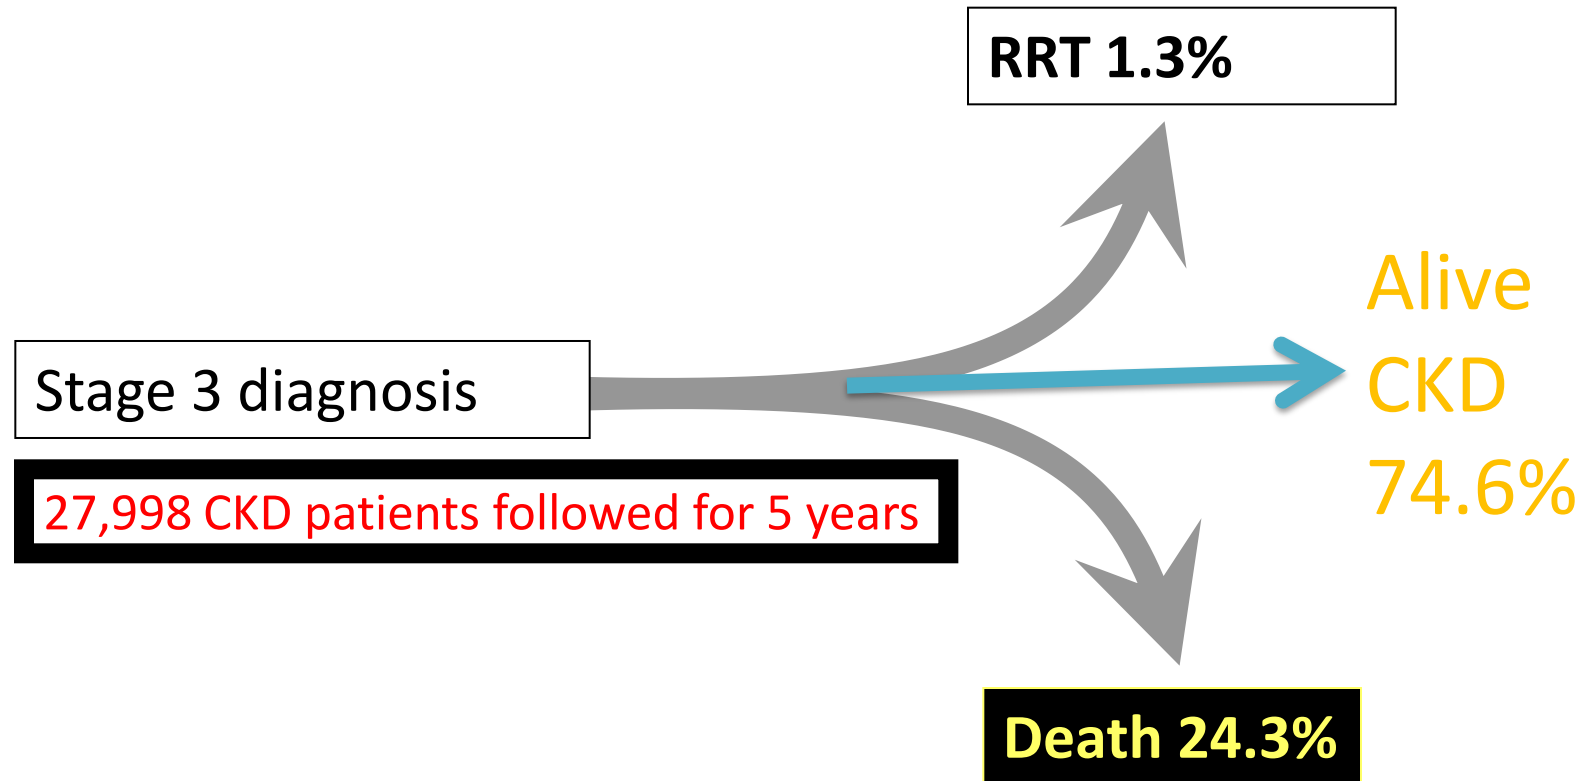 RRT 1.3%
Alive
CKD
74.6%
Stage 3 diagnosis
27,998 CKD patients followed for 5 years
Death 24.3%